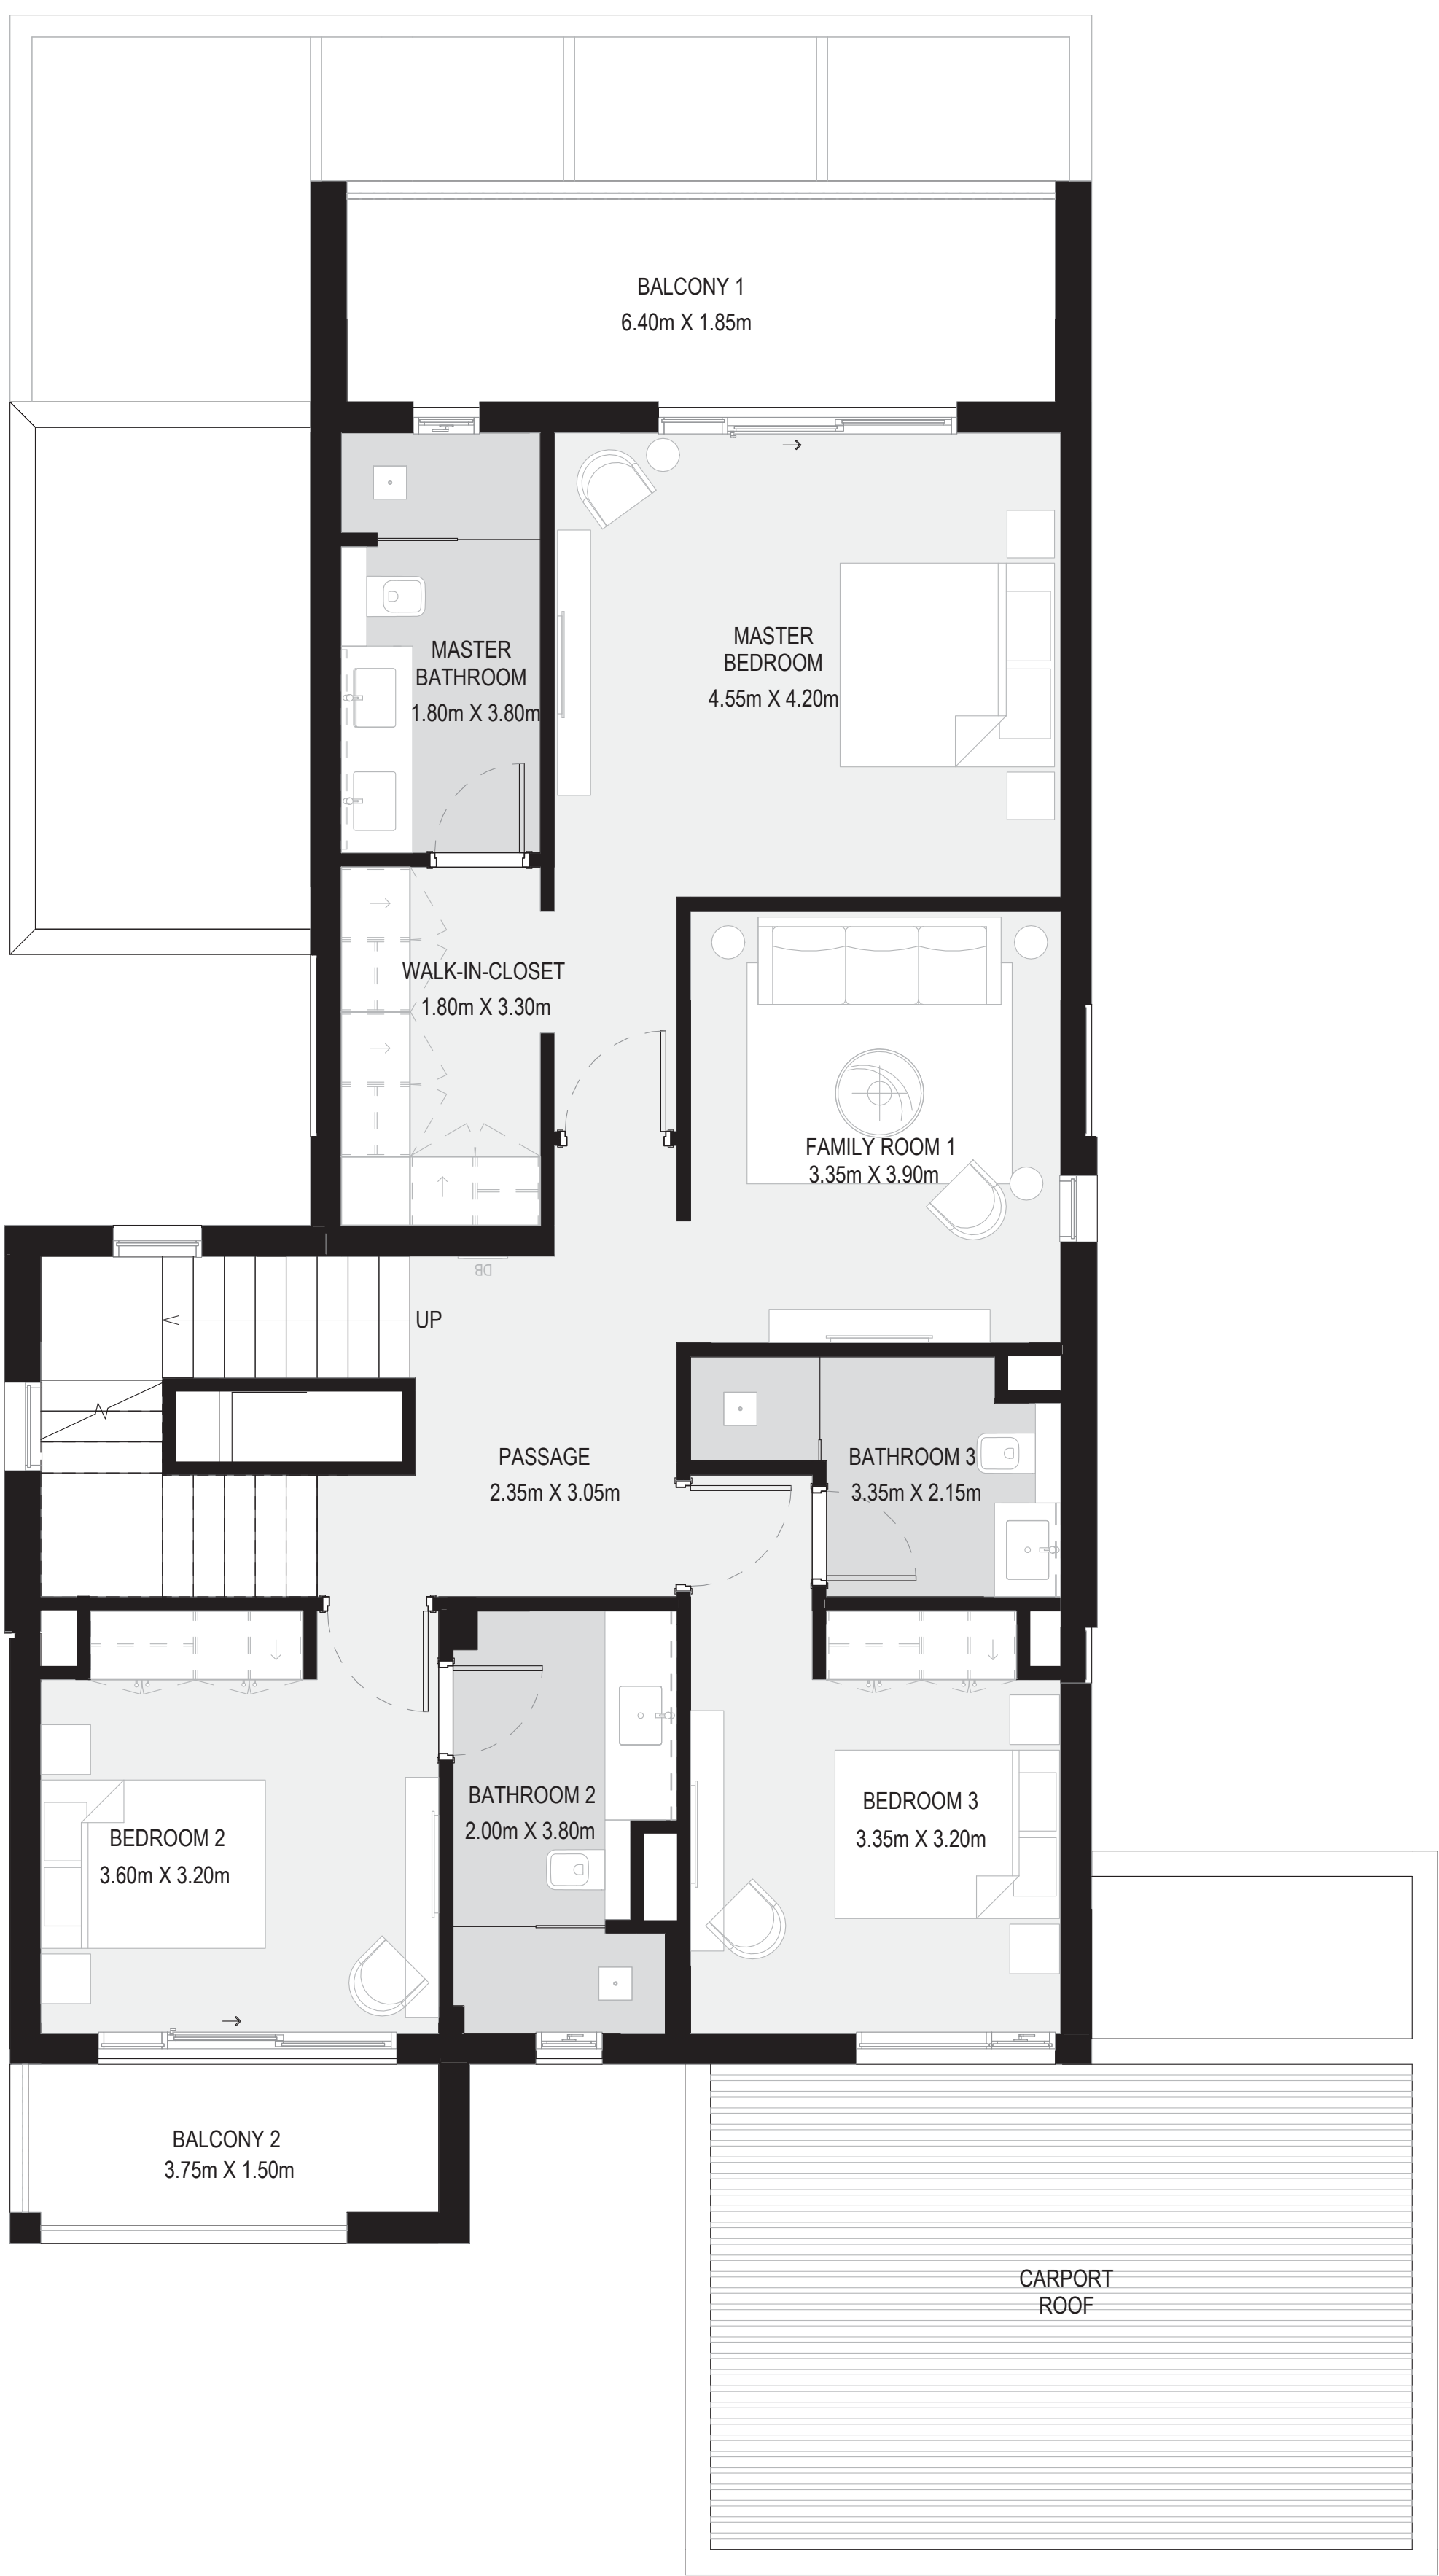 BALCONY 1
6.40m X 1.85m
MASTER
BATHROOM
1.80m X 3.80m
MASTER
BEDROOM
4.55m X 4.20m
WALK-IN-CLOSET
1.80m X 3.30m
FAMILY ROOM 1
3.35m X 3.90m
DB
UP
PASSAGE
2.35m X 3.05m
BATHROOM 3
3.35m X 2.15m
BATHROOM 2
2.00m X 3.80m
BEDROOM 3
3.35m X 3.20m
BEDROOM 2
3.60m X 3.20m
BALCONY 2
3.75m X 1.50m
CARPORT
ROOF